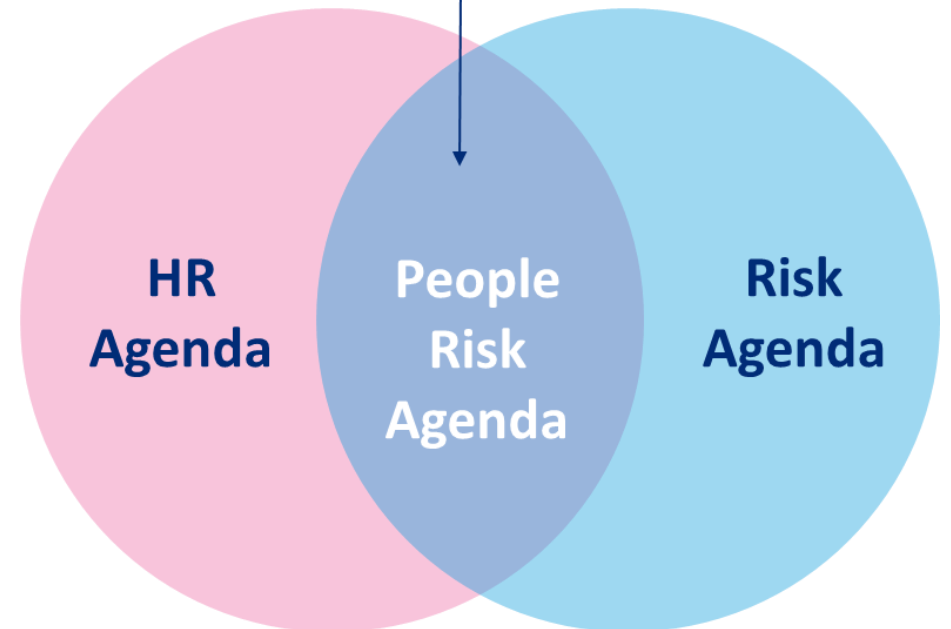 HR
Agenda
People
Risk
Agenda
Risk
Agenda